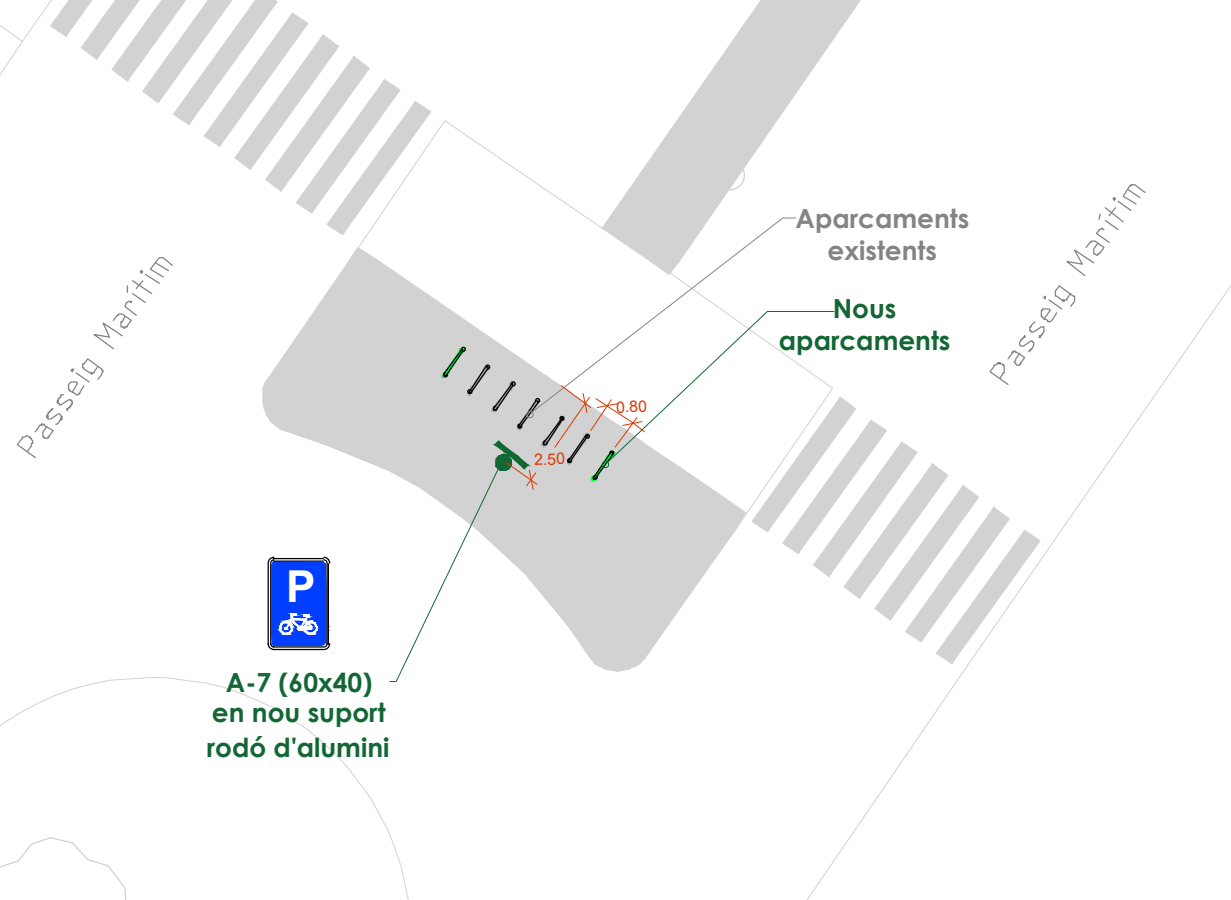 Aparcaments
existents
Nous
aparcaments
Passeig Marítim
Passeig Marítim
0.80
2.50
P
A-7 (60x40)
en nou suport
rodó d'alumini